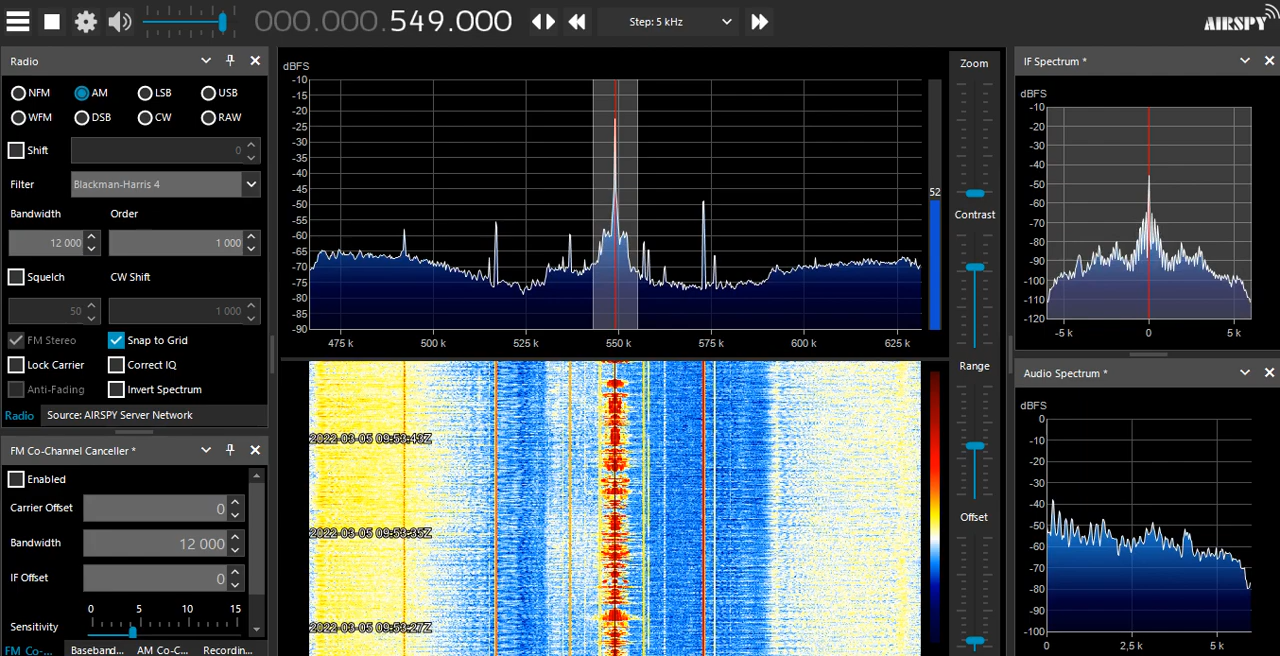 000.000.549.000
Step: 5 kHz
AIRSPY
Radio
NFM AM LSB USB
WFM DSB CW RAW
Shift 0
Filter Blackman-Harris 4
Bandwidth Order
12 000 1 000
Squelch CW Shift
50 1 000
FM Stereo Snap to Grid
Lock Carrier Correct IQ
Anti-Fading Invert Spectrum
Radio Source: AIRSPY Server Network
FM Co-Channel Canceller *
Enabled
Carrier Offset 0
Bandwidth 12 000
IF Offset 0
0 5 10 15
Sensitivity
FM Co-... Baseband... AM Co-C... Recordin...
dBFS
-10
-15
-20
-25
-30
-35
-40
-45
-50
-55
-60
-65
-70
-75
-80
-85
-90
475 k 500 k 525 k 550 k 575 k 600 k 625 k
52
2022-03-05 09:53:43Z
2022-03-05 09:53:35Z
2022-03-05 09:53:27Z
Zoom
Contrast
Range
Offset
IF Spectrum *
dBFS
-10
-20
-30
-40
-50
-60
-70
-80
-90
-100
-110
-120
-5 k 0 5 k
Audio Spectrum *
dBFS
0
-10
-20
-30
-40
-50
-60
-70
-80
-90
-100
0 2,5 k 5 k